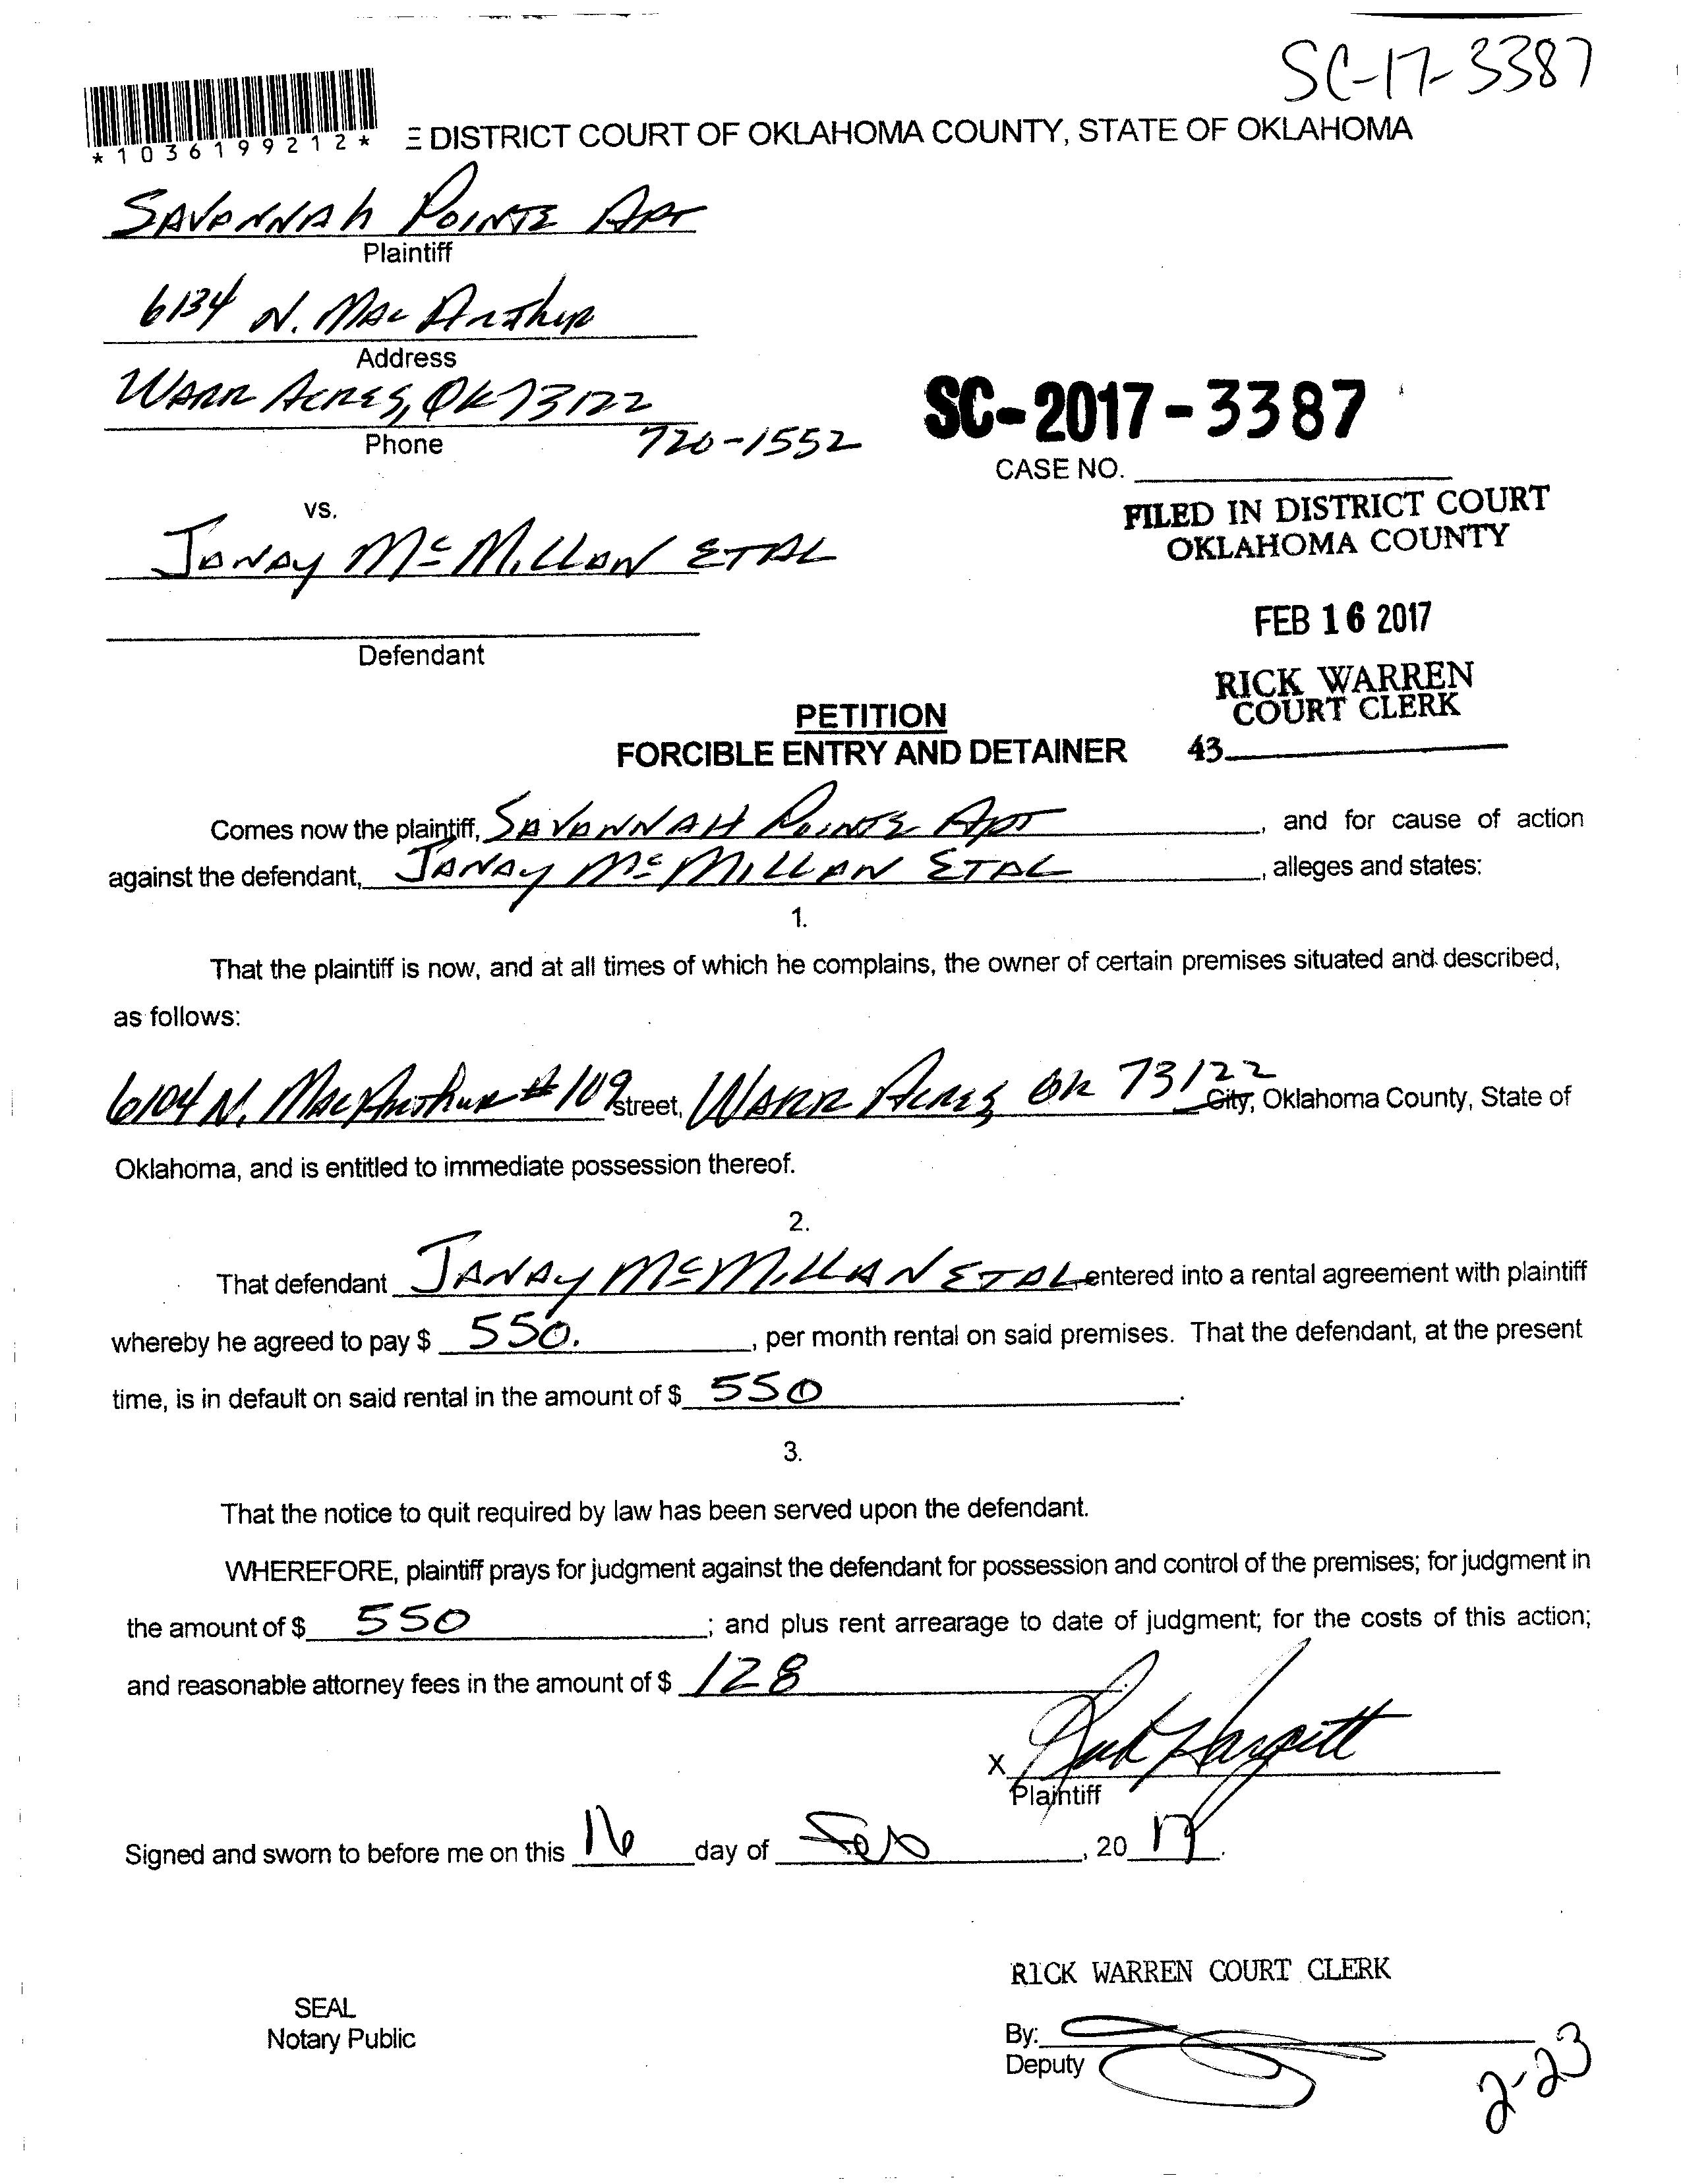 SC-17-3387
*1036199212*
E DISTRICT COURT OF OKLAHOMA COUNTY, STATE OF OKLAHOMA
SAVANNAH POINTE APT
Plaintiff
6134 N. MacArthur
Address
WARR ACRES, OK 73122
Phone 720-1552
SC-2017-3387
CASE NO.
vs.
FILED IN DISTRICT COURT
OKLAHOMA COUNTY
JANAY McMILLAN ETAL
FEB 16 2017
Defendant
RICK WARREN
COURT CLERK
43
PETITION
FORCIBLE ENTRY AND DETAINER
Comes now the plaintiff, SAVANNAH POINTE APT, and for cause of action
against the defendant, JANAY McMILLAN ETAL, alleges and states:
1.
That the plaintiff is now, and at all times of which he complains, the owner of certain premises situated and described,
as follows:
6104 N. MacArthur #109 street, WARR ACRES OK 73122 City, Oklahoma County, State of
Oklahoma, and is entitled to immediate possession thereof.
2.
That defendant JANAY McMILLAN ETAL entered into a rental agreement with plaintiff
whereby he agreed to pay $ 550., per month rental on said premises. That the defendant, at the present
time, is in default on said rental in the amount of $ 550.
3.
That the notice to quit required by law has been served upon the defendant.
WHEREFORE, plaintiff prays for judgment against the defendant for possession and control of the premises; for judgment in
the amount of $ 550; and plus rent arrearage to date of judgment; for the costs of this action;
and reasonable attorney fees in the amount of $ 128.
X
Plaintiff
Signed and sworn to before me on this 16 day of Feb, 20 17.
RICK WARREN COURT CLERK
SEAL
Notary Public
By:
Deputy
2-23